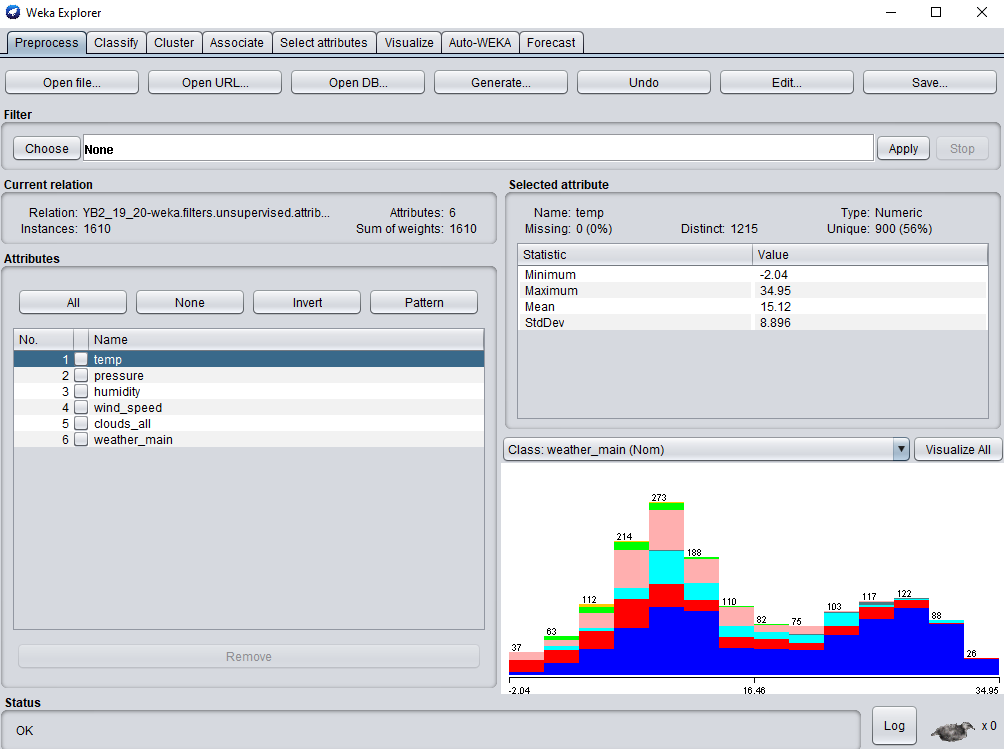 Weka Explorer
Preprocess Classify Cluster Associate Select attributes Visualize Auto-WEKA Forecast
Open file... Open URL... Open DB... Generate... Undo Edit... Save...
Filter
Choose None Apply Stop
Current relation
Relation: YB2_19_20-weka.filters.unsupervised.attrib... Attributes: 6
Instances: 1610 Sum of weights: 1610
Selected attribute
Name: temp Type: Numeric
Missing: 0 (0%) Distinct: 1215 Unique: 900 (56%)
Statistic Value
Minimum -2.04
Maximum 34.95
Mean 15.12
StdDev 8.896
Attributes
All None Invert Pattern
No. Name
1 temp
2 pressure
3 humidity
4 wind_speed
5 clouds_all
6 weather_main
Remove
Class: weather_main (Nom) Visualize All
37 63 112 214 273 188 110 82 75 103 117 122 88 26
-2.04 16.46 34.95
Status
OK
Log x 0